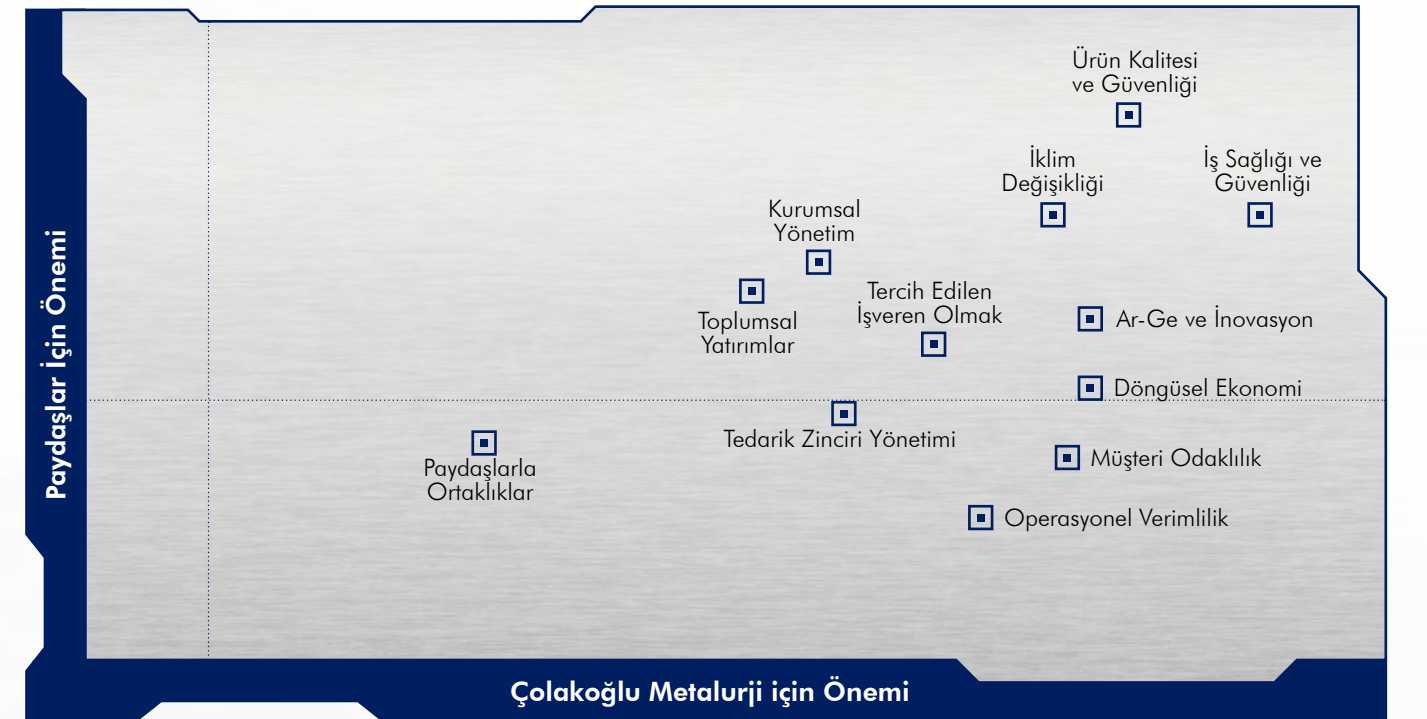 Ürün Kalitesi
ve Güvenliği
İklim
Değişikliği
İş Sağlığı ve
Güvenliği
Kurumsal
Yönetim
Toplumsal
Yatırımlar
Tercih Edilen
İşveren Olmak
Ar-Ge ve İnovasyon
Döngüsel Ekonomi
Tedarik Zinciri Yönetimi
Paydaşlarla
Ortaklıklar
Müşteri Odaklılık
Operasyonel Verimlilik
Paydaşlar İçin Önemi
Çolakoğlu Metalurji için Önemi